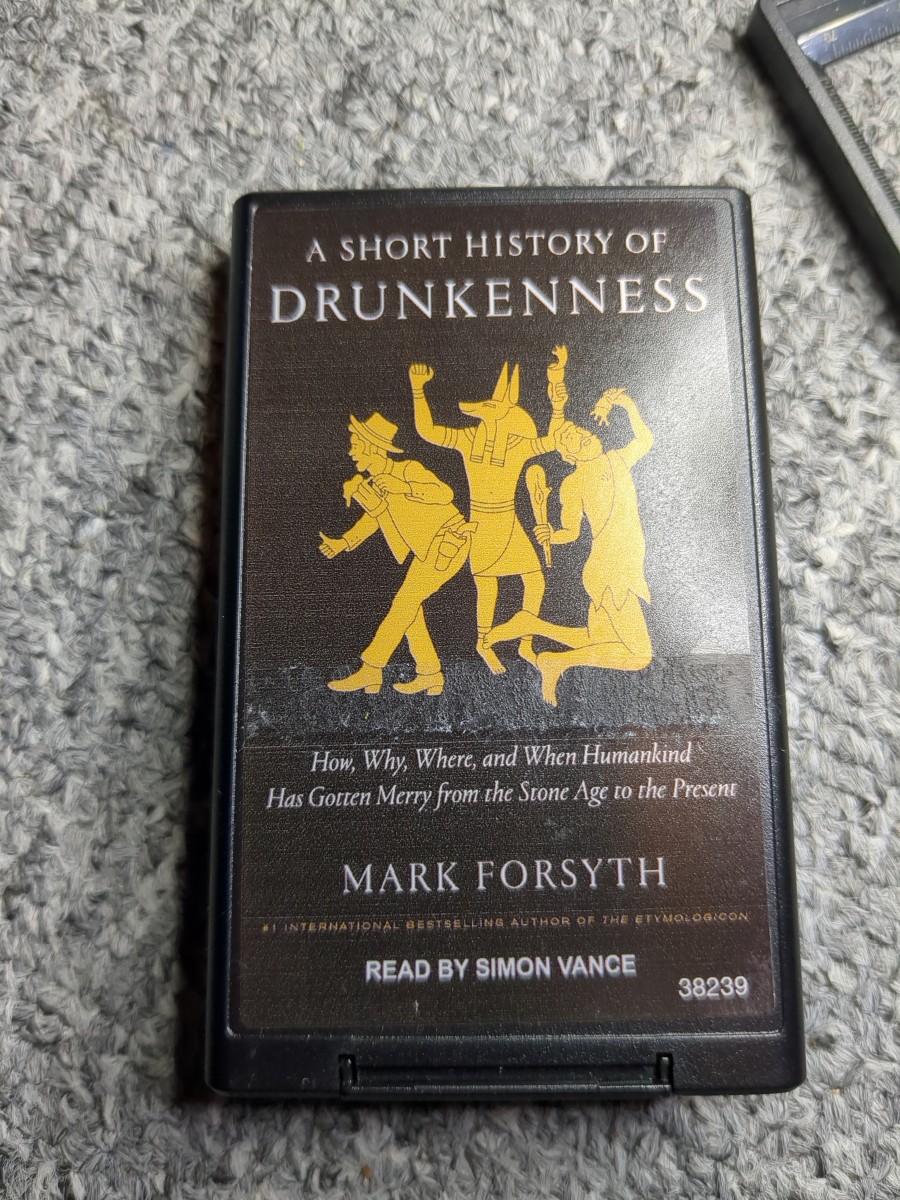 A SHORT HISTORY OF
DRUNKENNESS
How, Why, Where, and When Humankind
Has Gotten Merry from the Stone Age to the Present
MARK FORSYTH
#1 INTERNATIONAL BESTSELLING AUTHOR OF THE ETYMOLOGICON
READ BY SIMON VANCE
38239